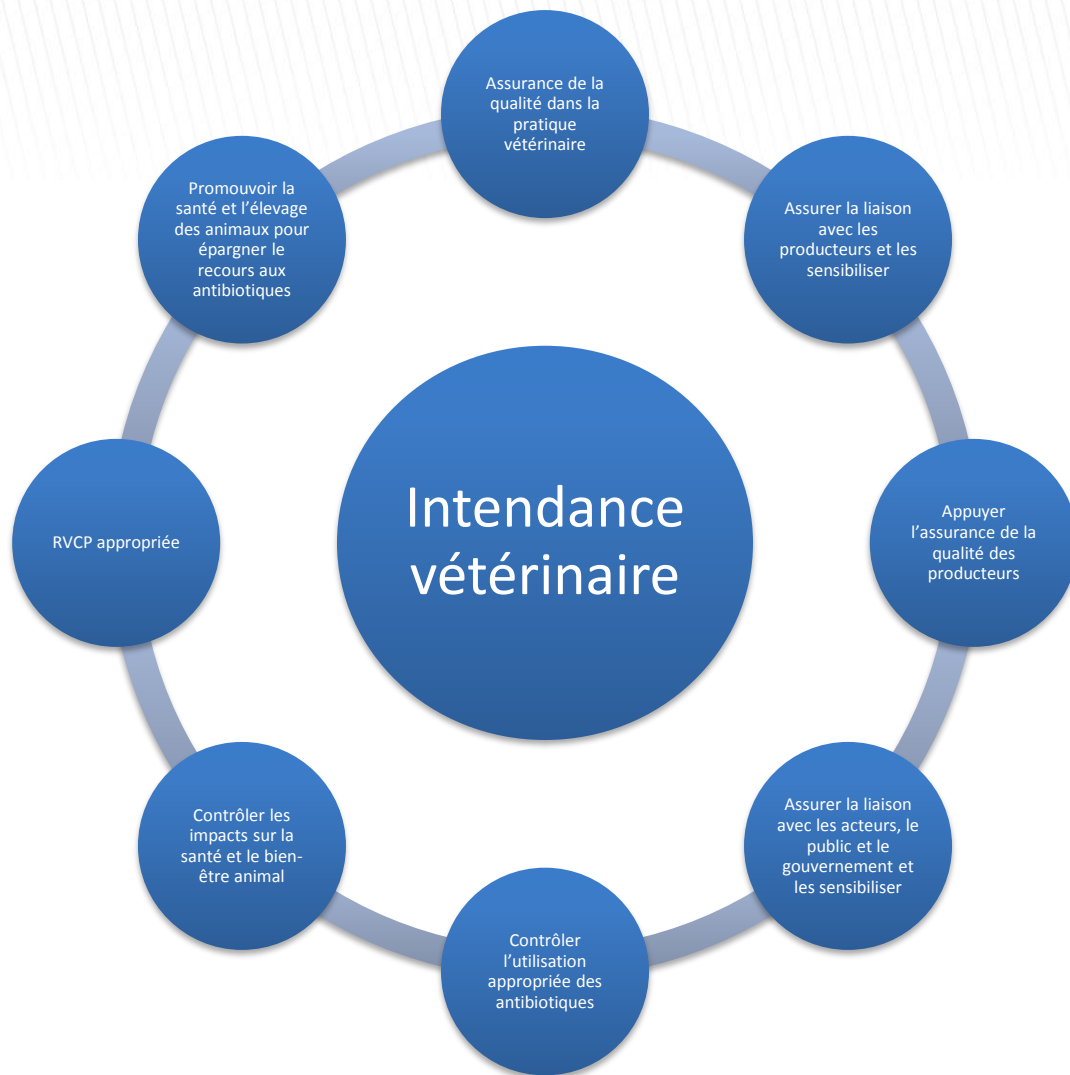 Assurance de la
qualité dans la
pratique
vétérinaire
Assurer la liaison
avec les
producteurs et les
sensibiliser
Appuyer
l’assurance de la
qualité des
producteurs
Assurer la liaison
avec les acteurs, le
public et le
gouvernement et
les sensibiliser
Contrôler
l’utilisation
appropriée des
antibiotiques
Contrôler les
impacts sur la
santé et le bien-
être animal
RVCP appropriée
Promouvoir la
santé et l’élevage
des animaux pour
épargner le
recours aux
antibiotiques
Intendance
vétérinaire